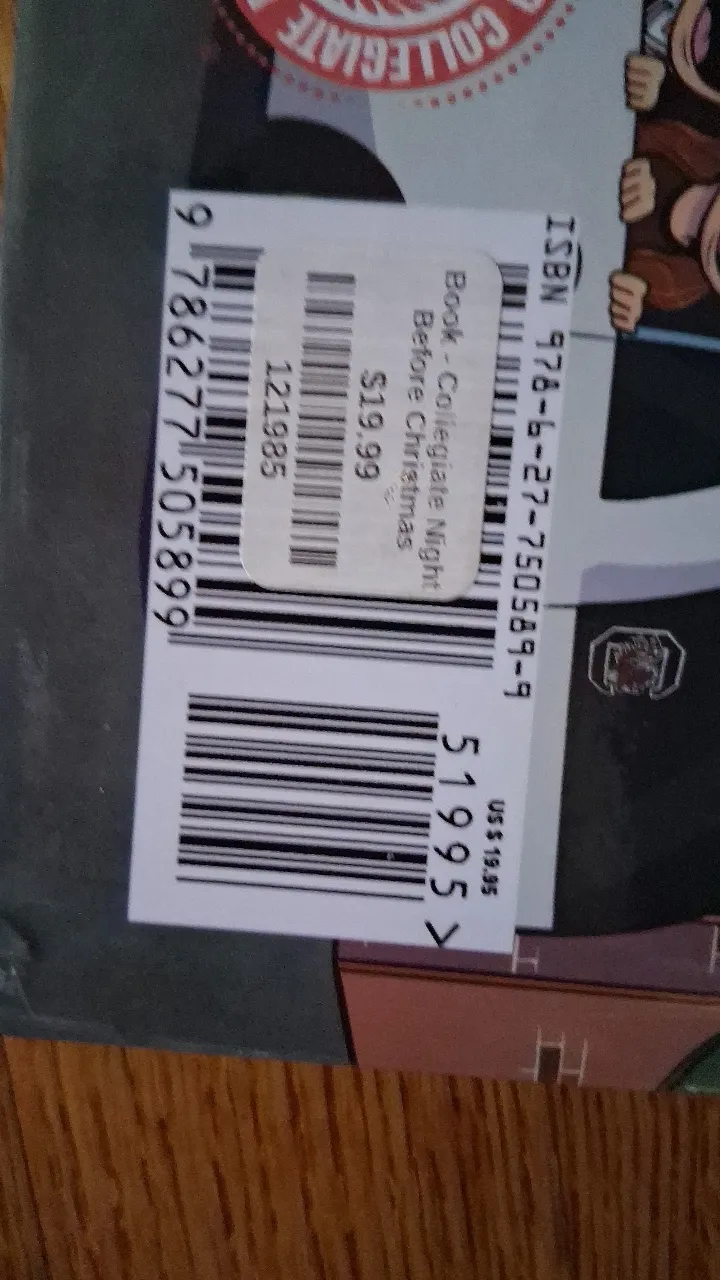 COLLEGIATE
ISBN 978-6-27-750589-9
Book - Collegiate Night
Before Christmas
$19.99
121985
9 786277 505899
US $ 19.95
51995 >